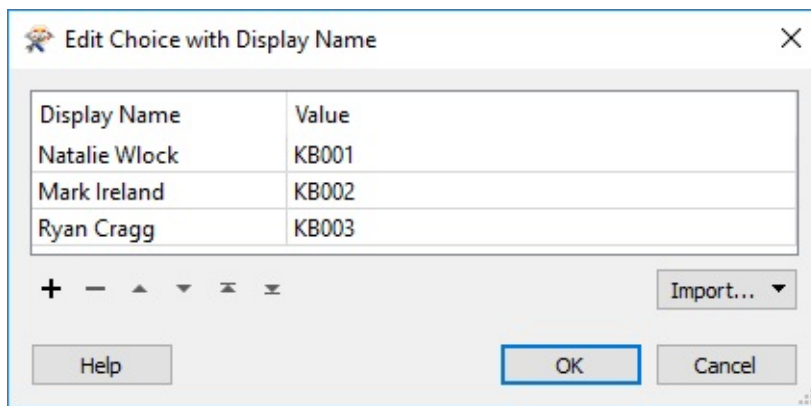 Edit Choice with Display Name
Display Name Value
Natalie Wlock KB001
Mark Ireland KB002
Ryan Cragg KB003
Import...
Help OK Cancel